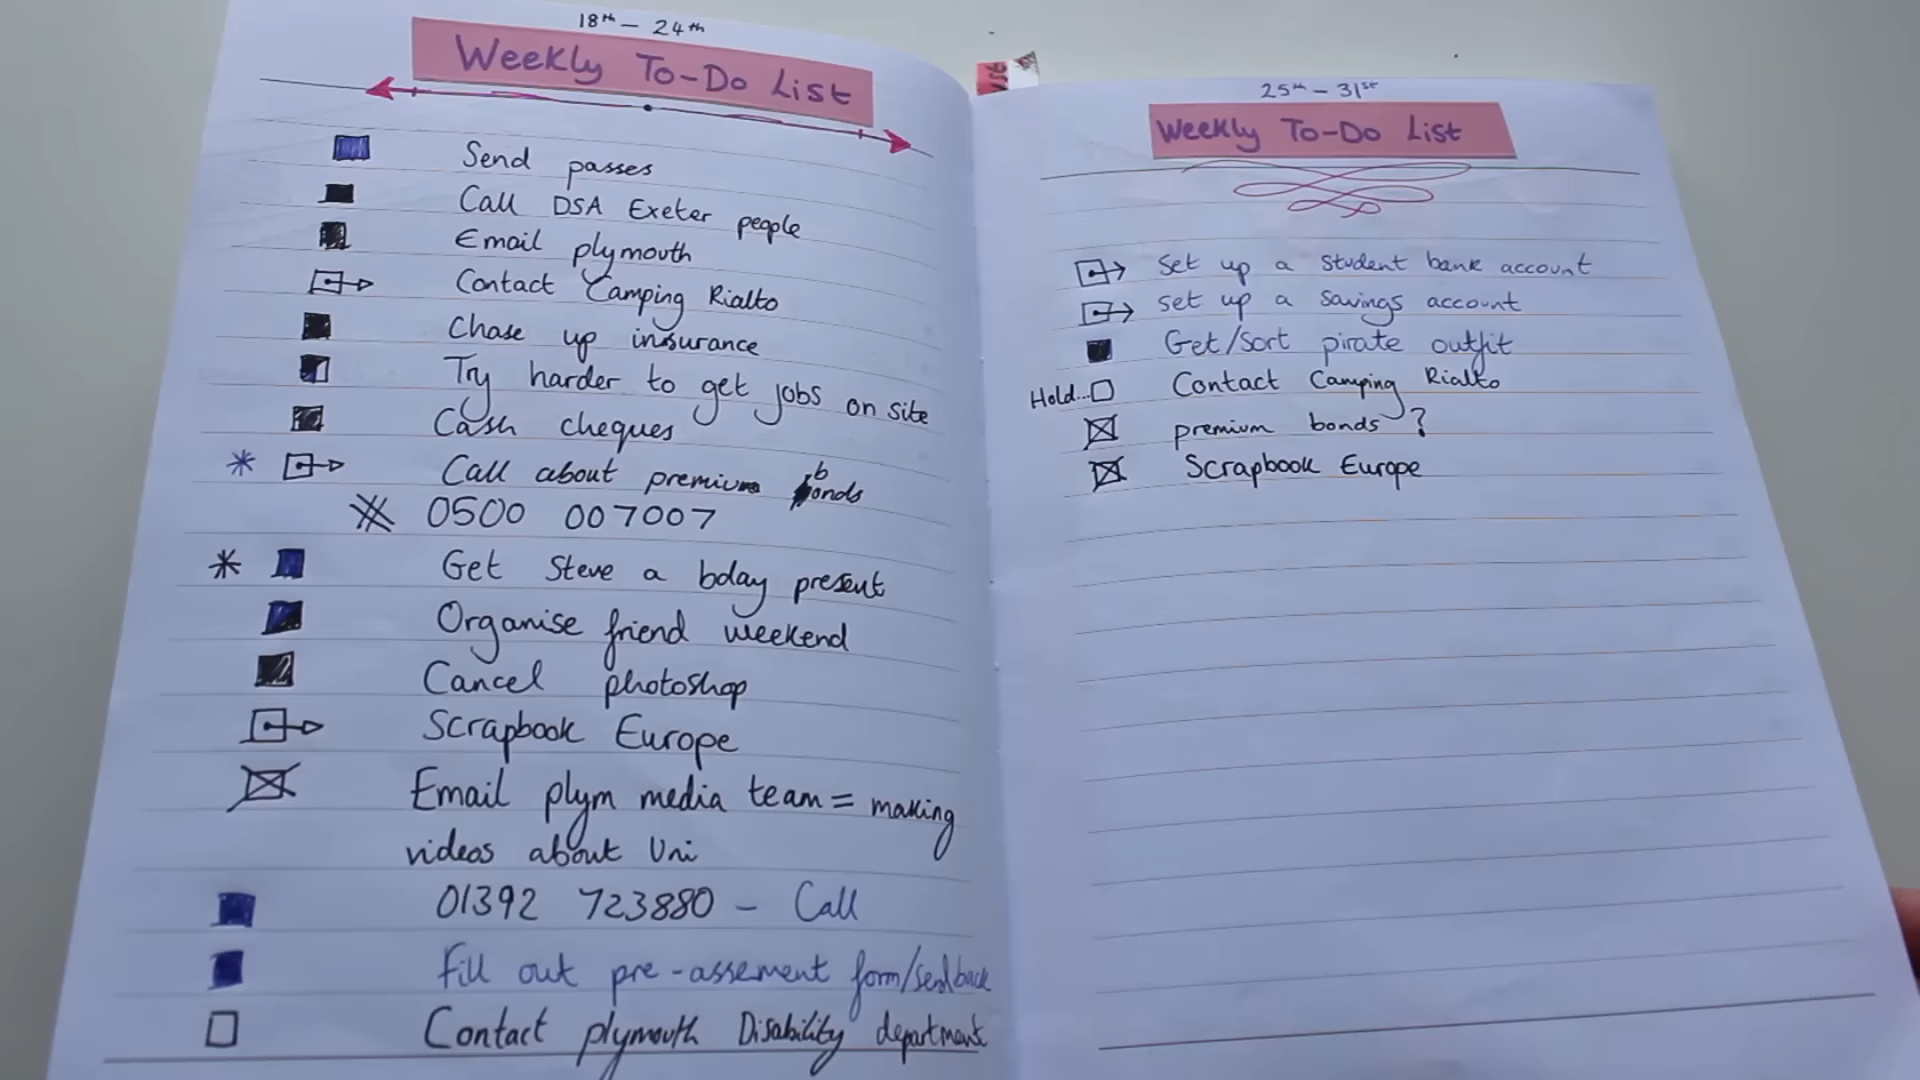 18th – 24th
Weekly To-Do List
Send passes
Call DSA Exeter people
Email plymouth
Contact Camping Rialto
Chase up insurance
Try harder to get jobs on site
Cash cheques
* Call about premium bonds
0500 007007
* Get Steve a bday present
Organise friend weekend
Cancel photoshop
Scrapbook Europe
Email plym media team = making
videos about Uni
01392 723880 – Call
Fill out pre-assement form/send back
Contact plymouth Disability department
25th – 31st
Weekly To-Do List
Set up a student bank account
set up a savings account
Get/Sort pirate outfit
Hold... Contact Camping Rialto
premium bonds?
Scrapbook Europe